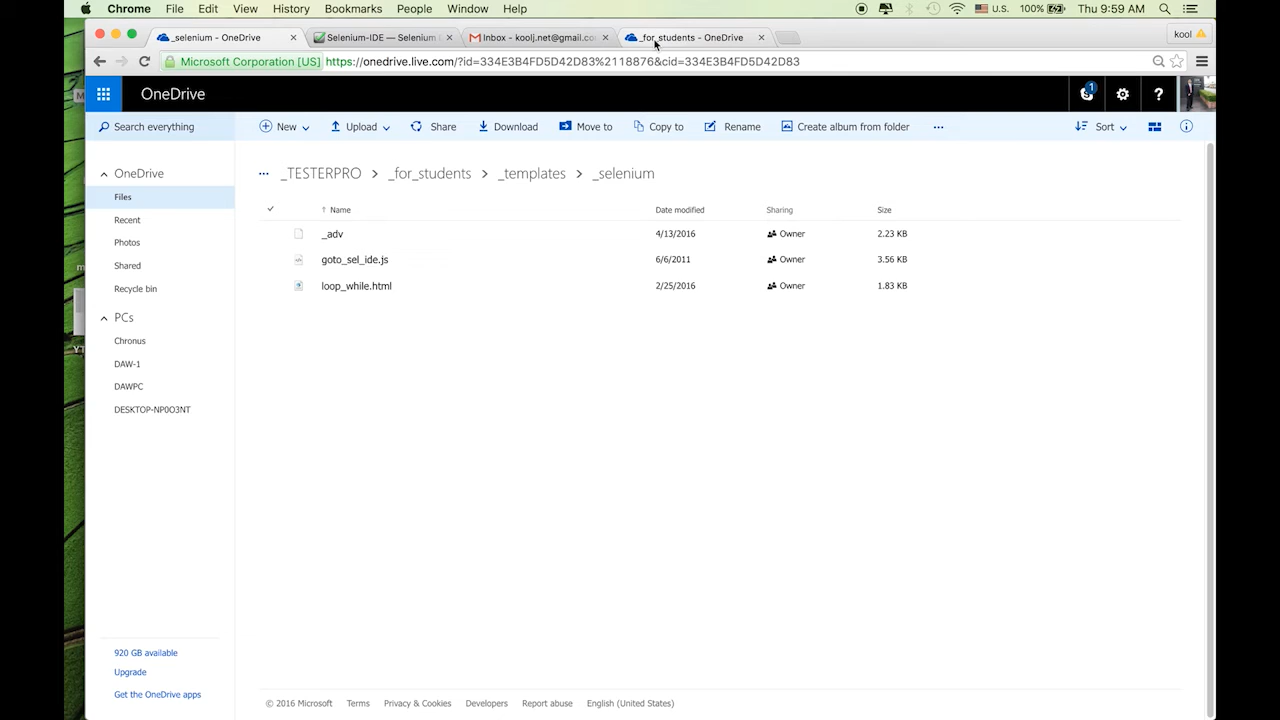 Chrome File Edit View History Bookmarks People Window Help U.S. 100% Thu 9:59 AM
_selenium - OneDrive Selenium-IDE — Selenium Inbox - koolj.net@gmail.co _for_students - OneDrive kool
Microsoft Corporation [US] https://onedrive.live.com/?id=334E3B4FD5D42D83%2118876&cid=334E3B4FD5D42D83
OneDrive 1 ?
Search everything New Upload Share Download Move to Copy to Rename Create album from folder ... Sort
... _TESTERPRO > _for_students > _templates > _selenium
OneDrive
Files
Recent
Photos
Shared
Recycle bin
PCs
Chronus
DAW-1
DAWPC
DESKTOP-NP0O3NT
Name Date modified Sharing Size
_adv 4/13/2016 Owner 2.23 KB
goto_sel_ide.js 6/6/2011 Owner 3.56 KB
loop_while.html 2/25/2016 Owner 1.83 KB
920 GB available
Upgrade
Get the OneDrive apps
© 2016 Microsoft Terms Privacy & Cookies Developers Report abuse English (United States)